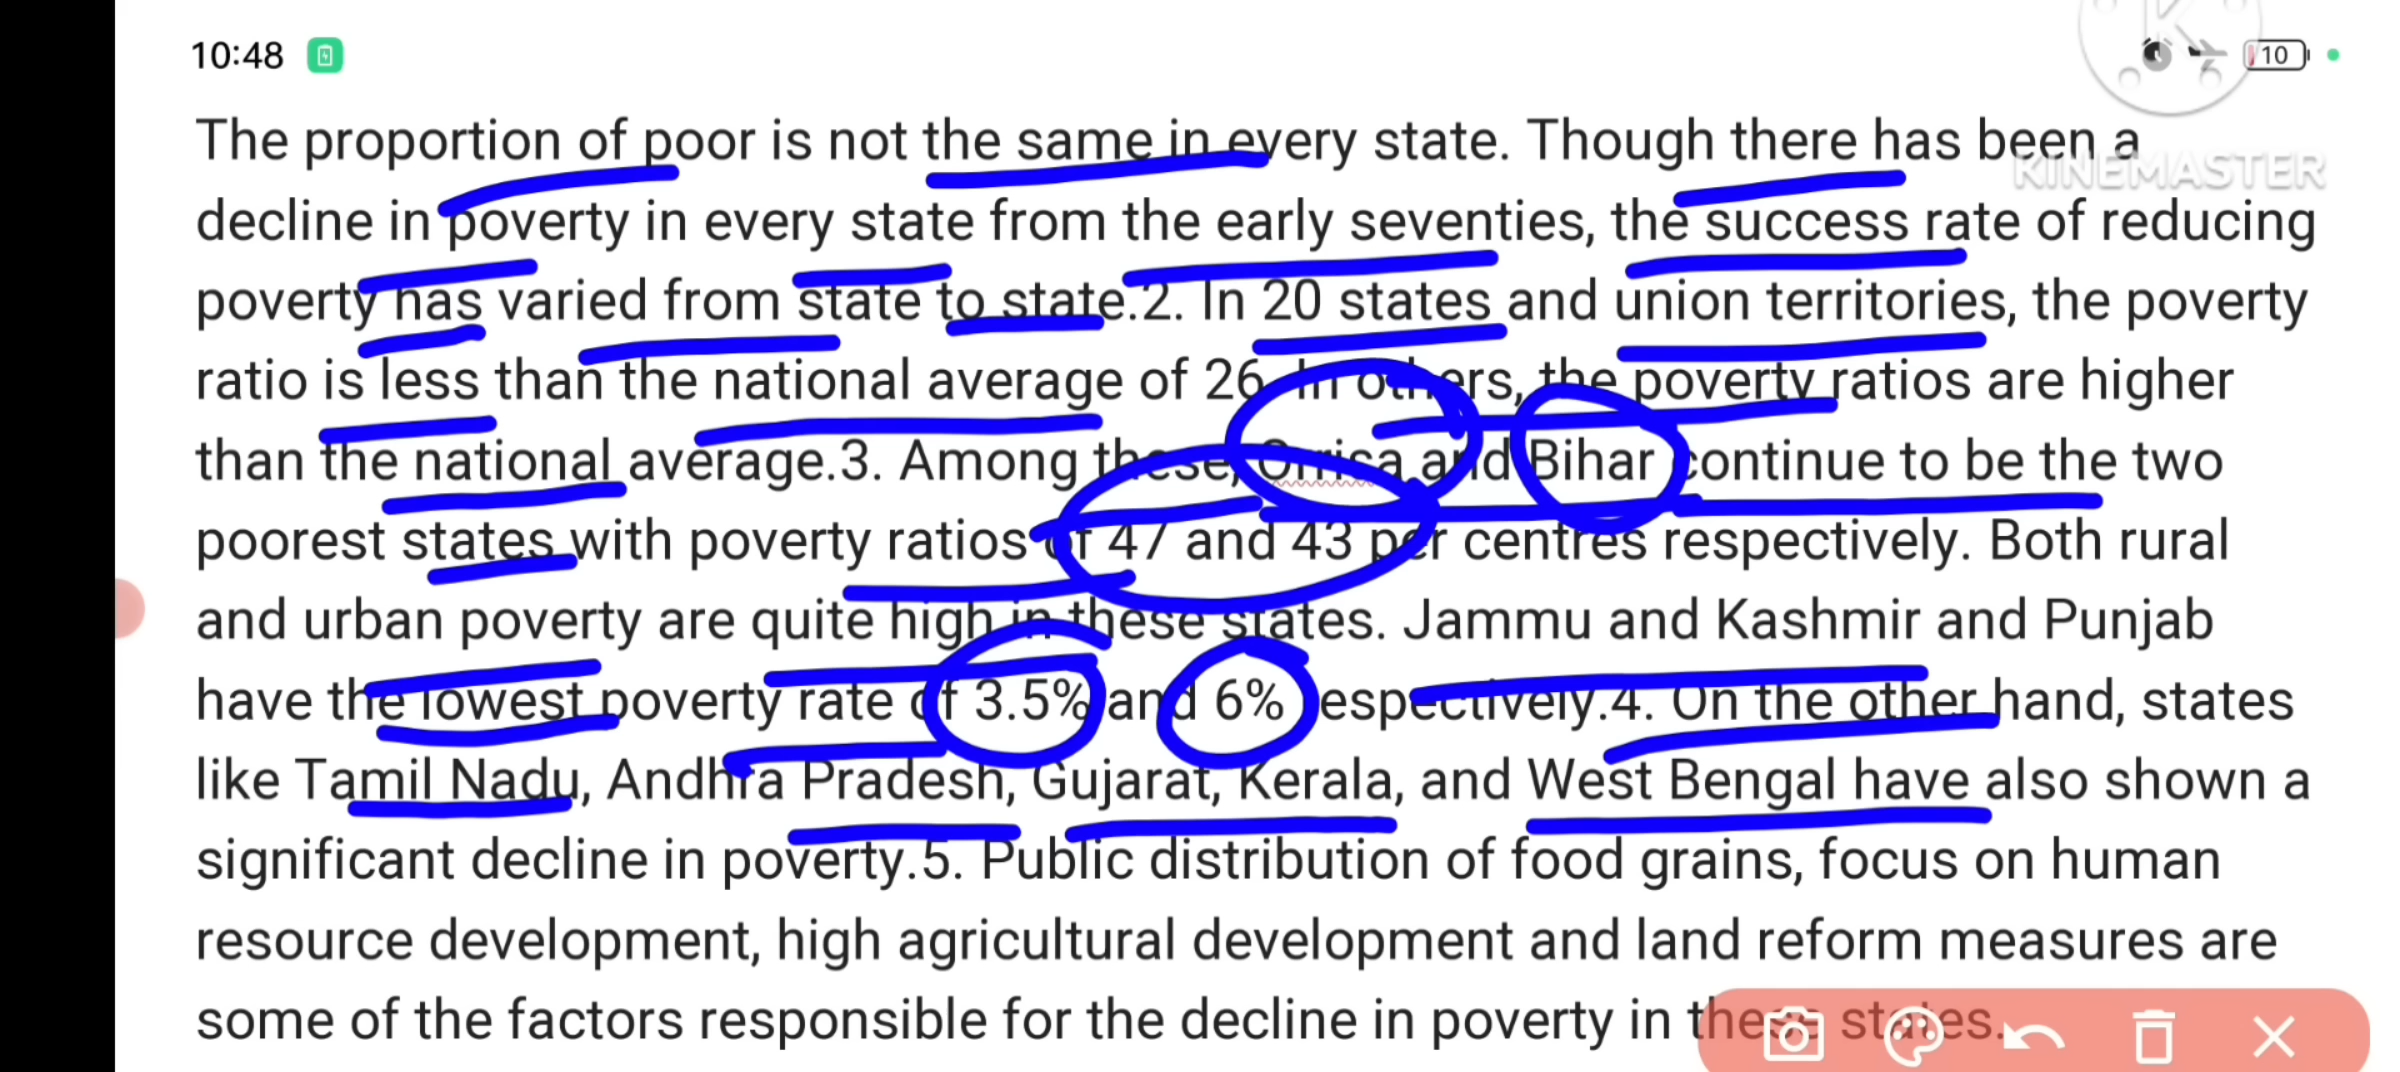 10:48
10
KINEMASTER
The proportion of poor is not the same in every state. Though there has been a
decline in poverty in every state from the early seventies, the success rate of reducing
poverty has varied from state to state.2. In 20 states and union territories, the poverty
ratio is less than the national average of 26. In others, the poverty ratios are higher
than the national average.3. Among these, Orrisa and Bihar continue to be the two
poorest states with poverty ratios of 47 and 43 per centres respectively. Both rural
and urban poverty are quite high in these states. Jammu and Kashmir and Punjab
have the lowest poverty rate of 3.5% and 6% respectively.4. On the other hand, states
like Tamil Nadu, Andhra Pradesh, Gujarat, Kerala, and West Bengal have also shown a
significant decline in poverty.5. Public distribution of food grains, focus on human
resource development, high agricultural development and land reform measures are
some of the factors responsible for the decline in poverty in these states.